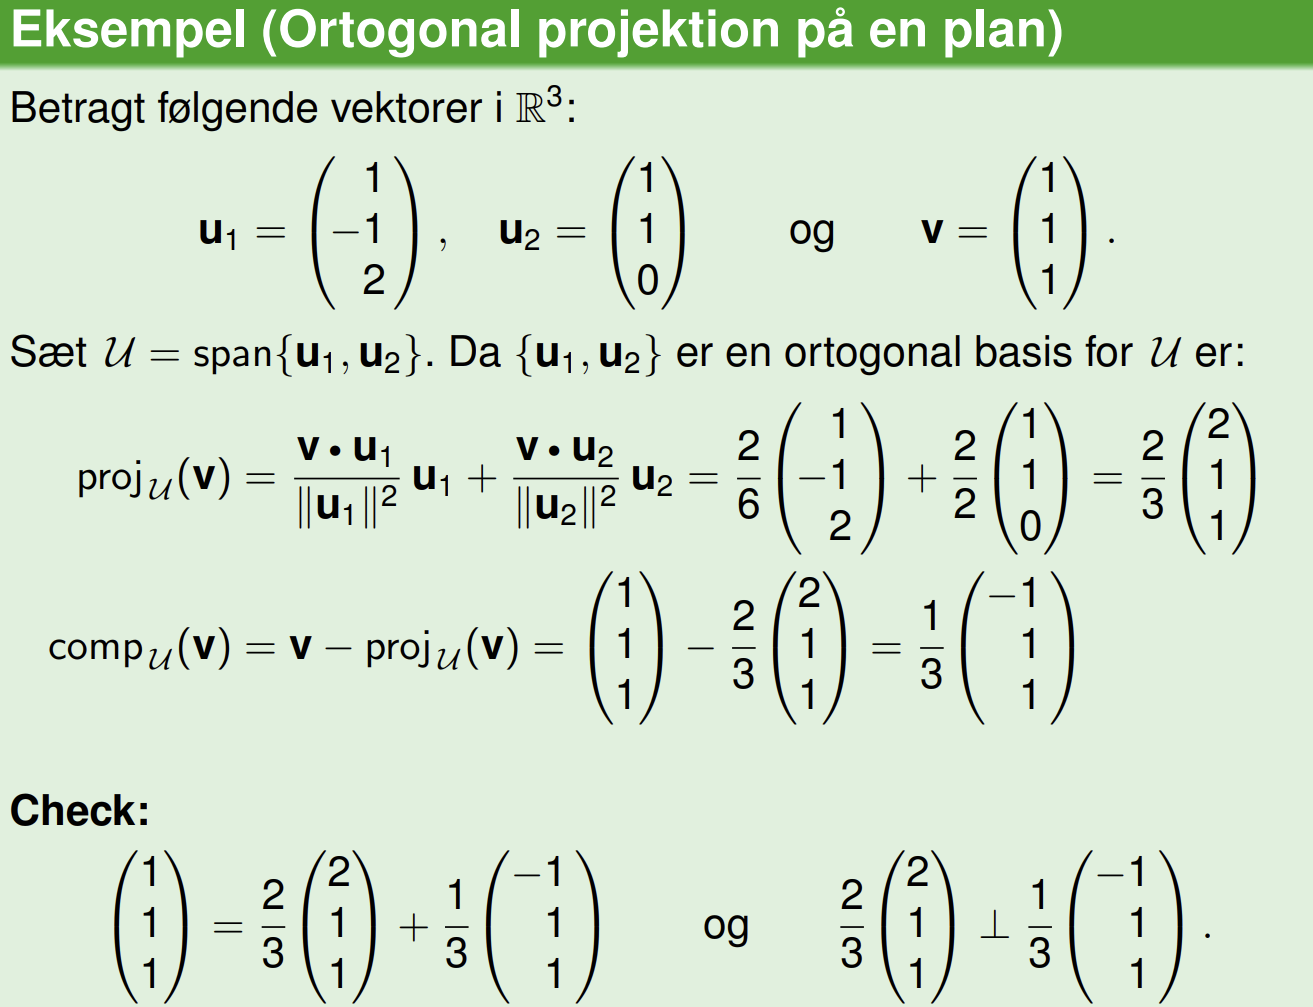 Eksempel (Ortogonal projektion på en plan)
Betragt følgende vektorer i ℝ³:
u₁ = (1, −1, 2), u₂ = (1, 1, 0) og v = (1, 1, 1).
Sæt 𝒰 = span{u₁, u₂}. Da {u₁, u₂} er en ortogonal basis for 𝒰 er:
proj_𝒰(v) = (v • u₁)/‖u₁‖² u₁ + (v • u₂)/‖u₂‖² u₂ = 2/6 (1, −1, 2) + 2/2 (1, 1, 0) = 2/3 (2, 1, 1)
comp_𝒰(v) = v − proj_𝒰(v) = (1, 1, 1) − 2/3 (2, 1, 1) = 1/3 (−1, 1, 1)
Check:
(1, 1, 1) = 2/3 (2, 1, 1) + 1/3 (−1, 1, 1) og 2/3 (2, 1, 1) ⊥ 1/3 (−1, 1, 1).